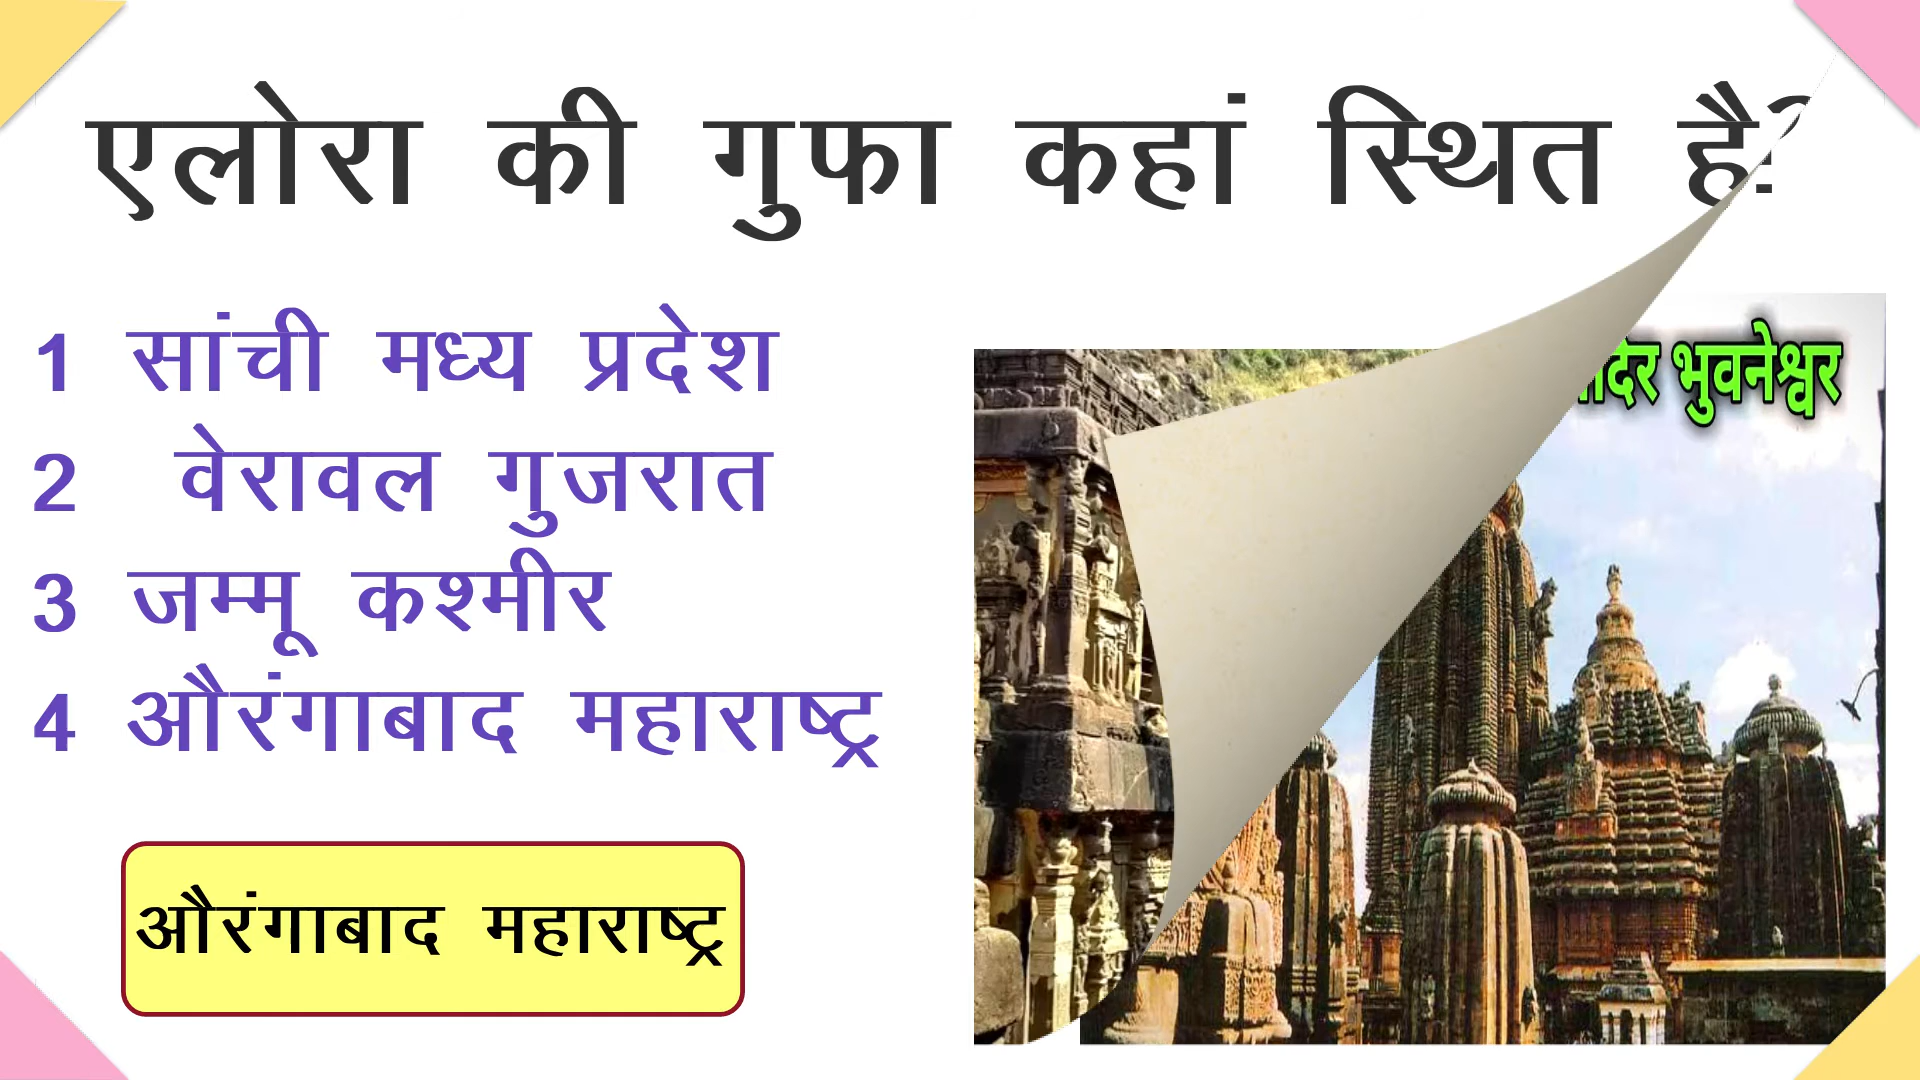 एलोरा की गुफा कहां स्थित है?
1 सांची मध्य प्रदेश
2 वेरावल गुजरात
3 जम्मू कश्मीर
4 औरंगाबाद महाराष्ट्र
औरंगाबाद महाराष्ट्र
भुवनेश्वर